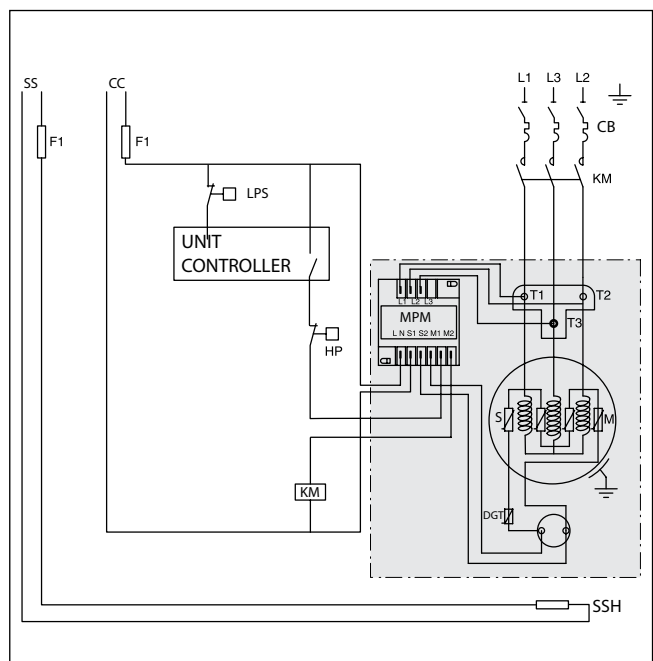 SS CC L1 L3 L2
F1 F1 CB
LPS KM
UNIT
CONTROLLER
T1 T2
L1 L2 L3
MPM T3
L N S1 S2 M1 M2
HP
S M
KM
DGT
SSH